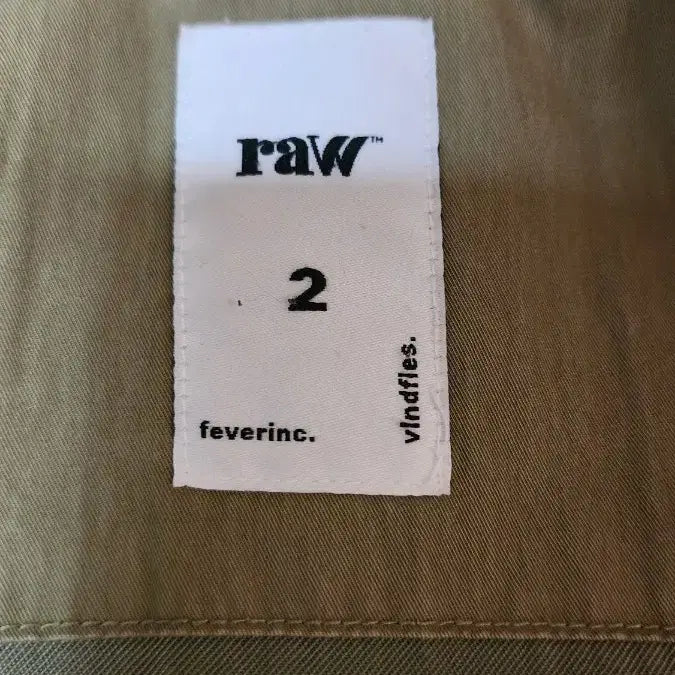 raw™
2
feverinc.
vlndfles.